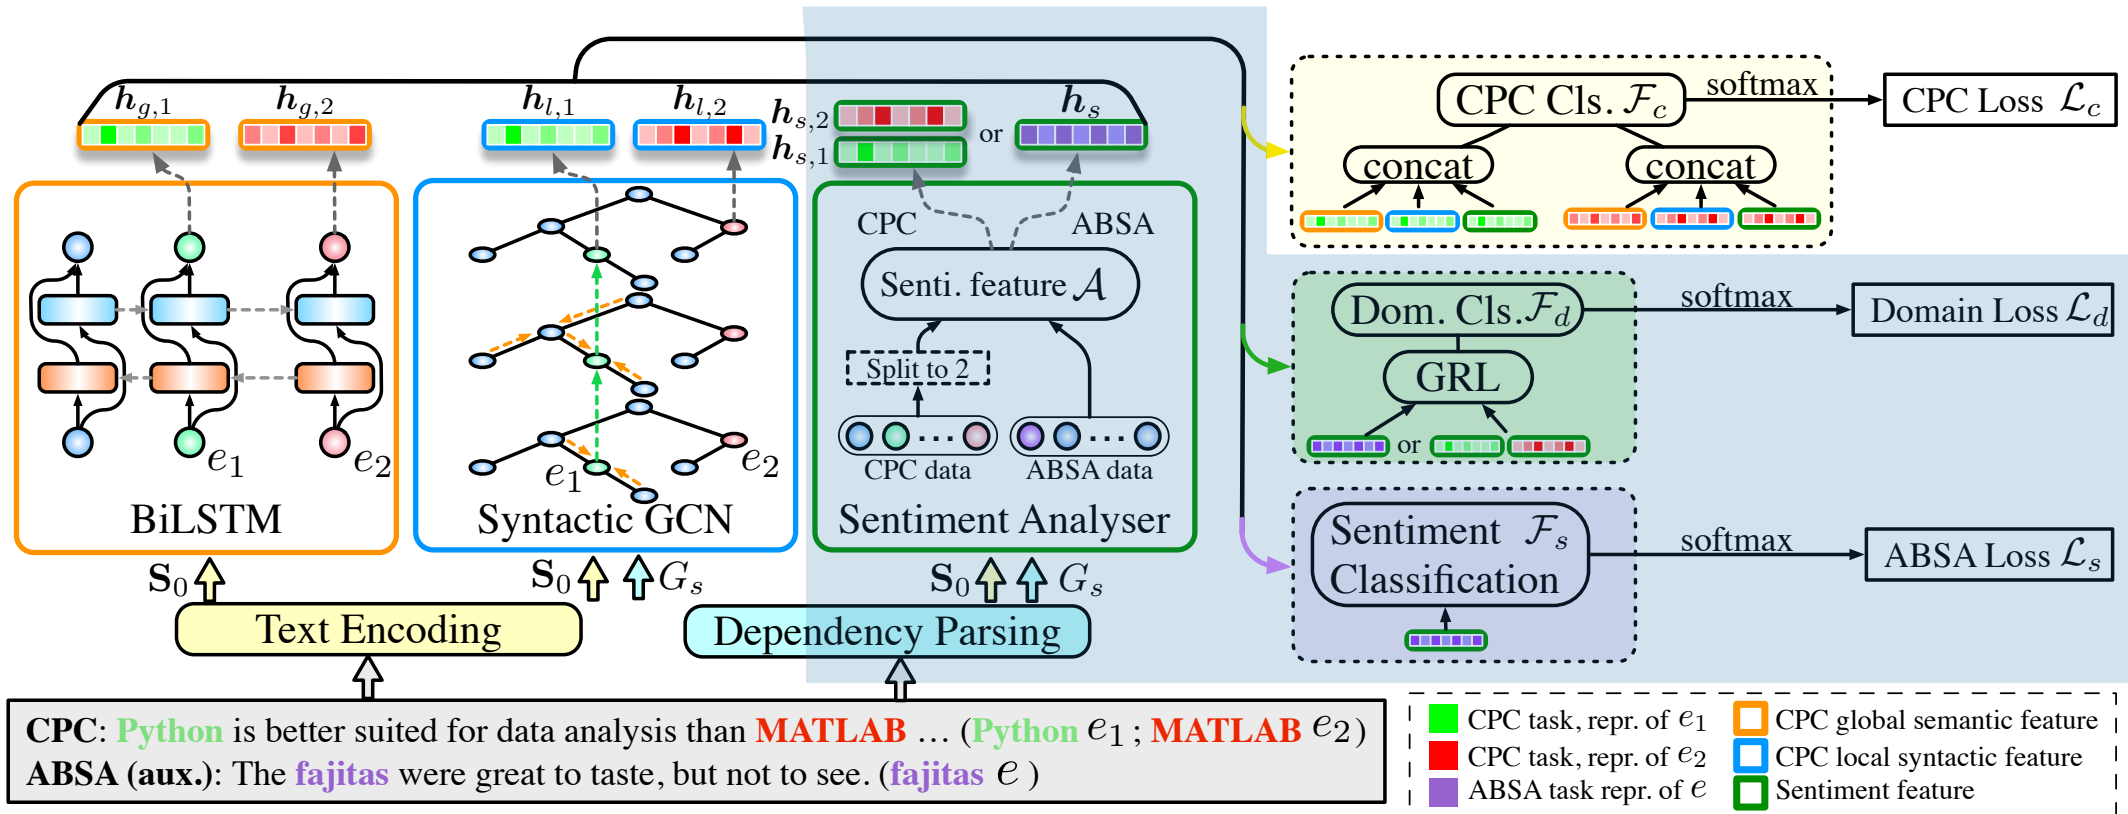 h_{g,1}
h_{g,2}
h_{l,1}
h_{l,2}
h_{s,2}
h_{s,1}
or
h_s
CPC
ABSA
Senti. feature 𝒜
Split to 2
CPC data
ABSA data
e_1
e_2
e_1
e_2
BiLSTM
Syntactic GCN
Sentiment Analyser
S_0
S_0
G_s
S_0
G_s
Text Encoding
Dependency Parsing
CPC Cls. ℱ_c
softmax
CPC Loss ℒ_c
concat
concat
Dom. Cls. ℱ_d
softmax
Domain Loss ℒ_d
GRL
or
Sentiment ℱ_s
Classification
softmax
ABSA Loss ℒ_s
CPC: Python is better suited for data analysis than MATLAB … (Python e_1 ; MATLAB e_2)
ABSA (aux.): The fajitas were great to taste, but not to see. (fajitas e )
CPC task, repr. of e_1
CPC task, repr. of e_2
ABSA task repr. of e
CPC global semantic feature
CPC local syntactic feature
Sentiment feature